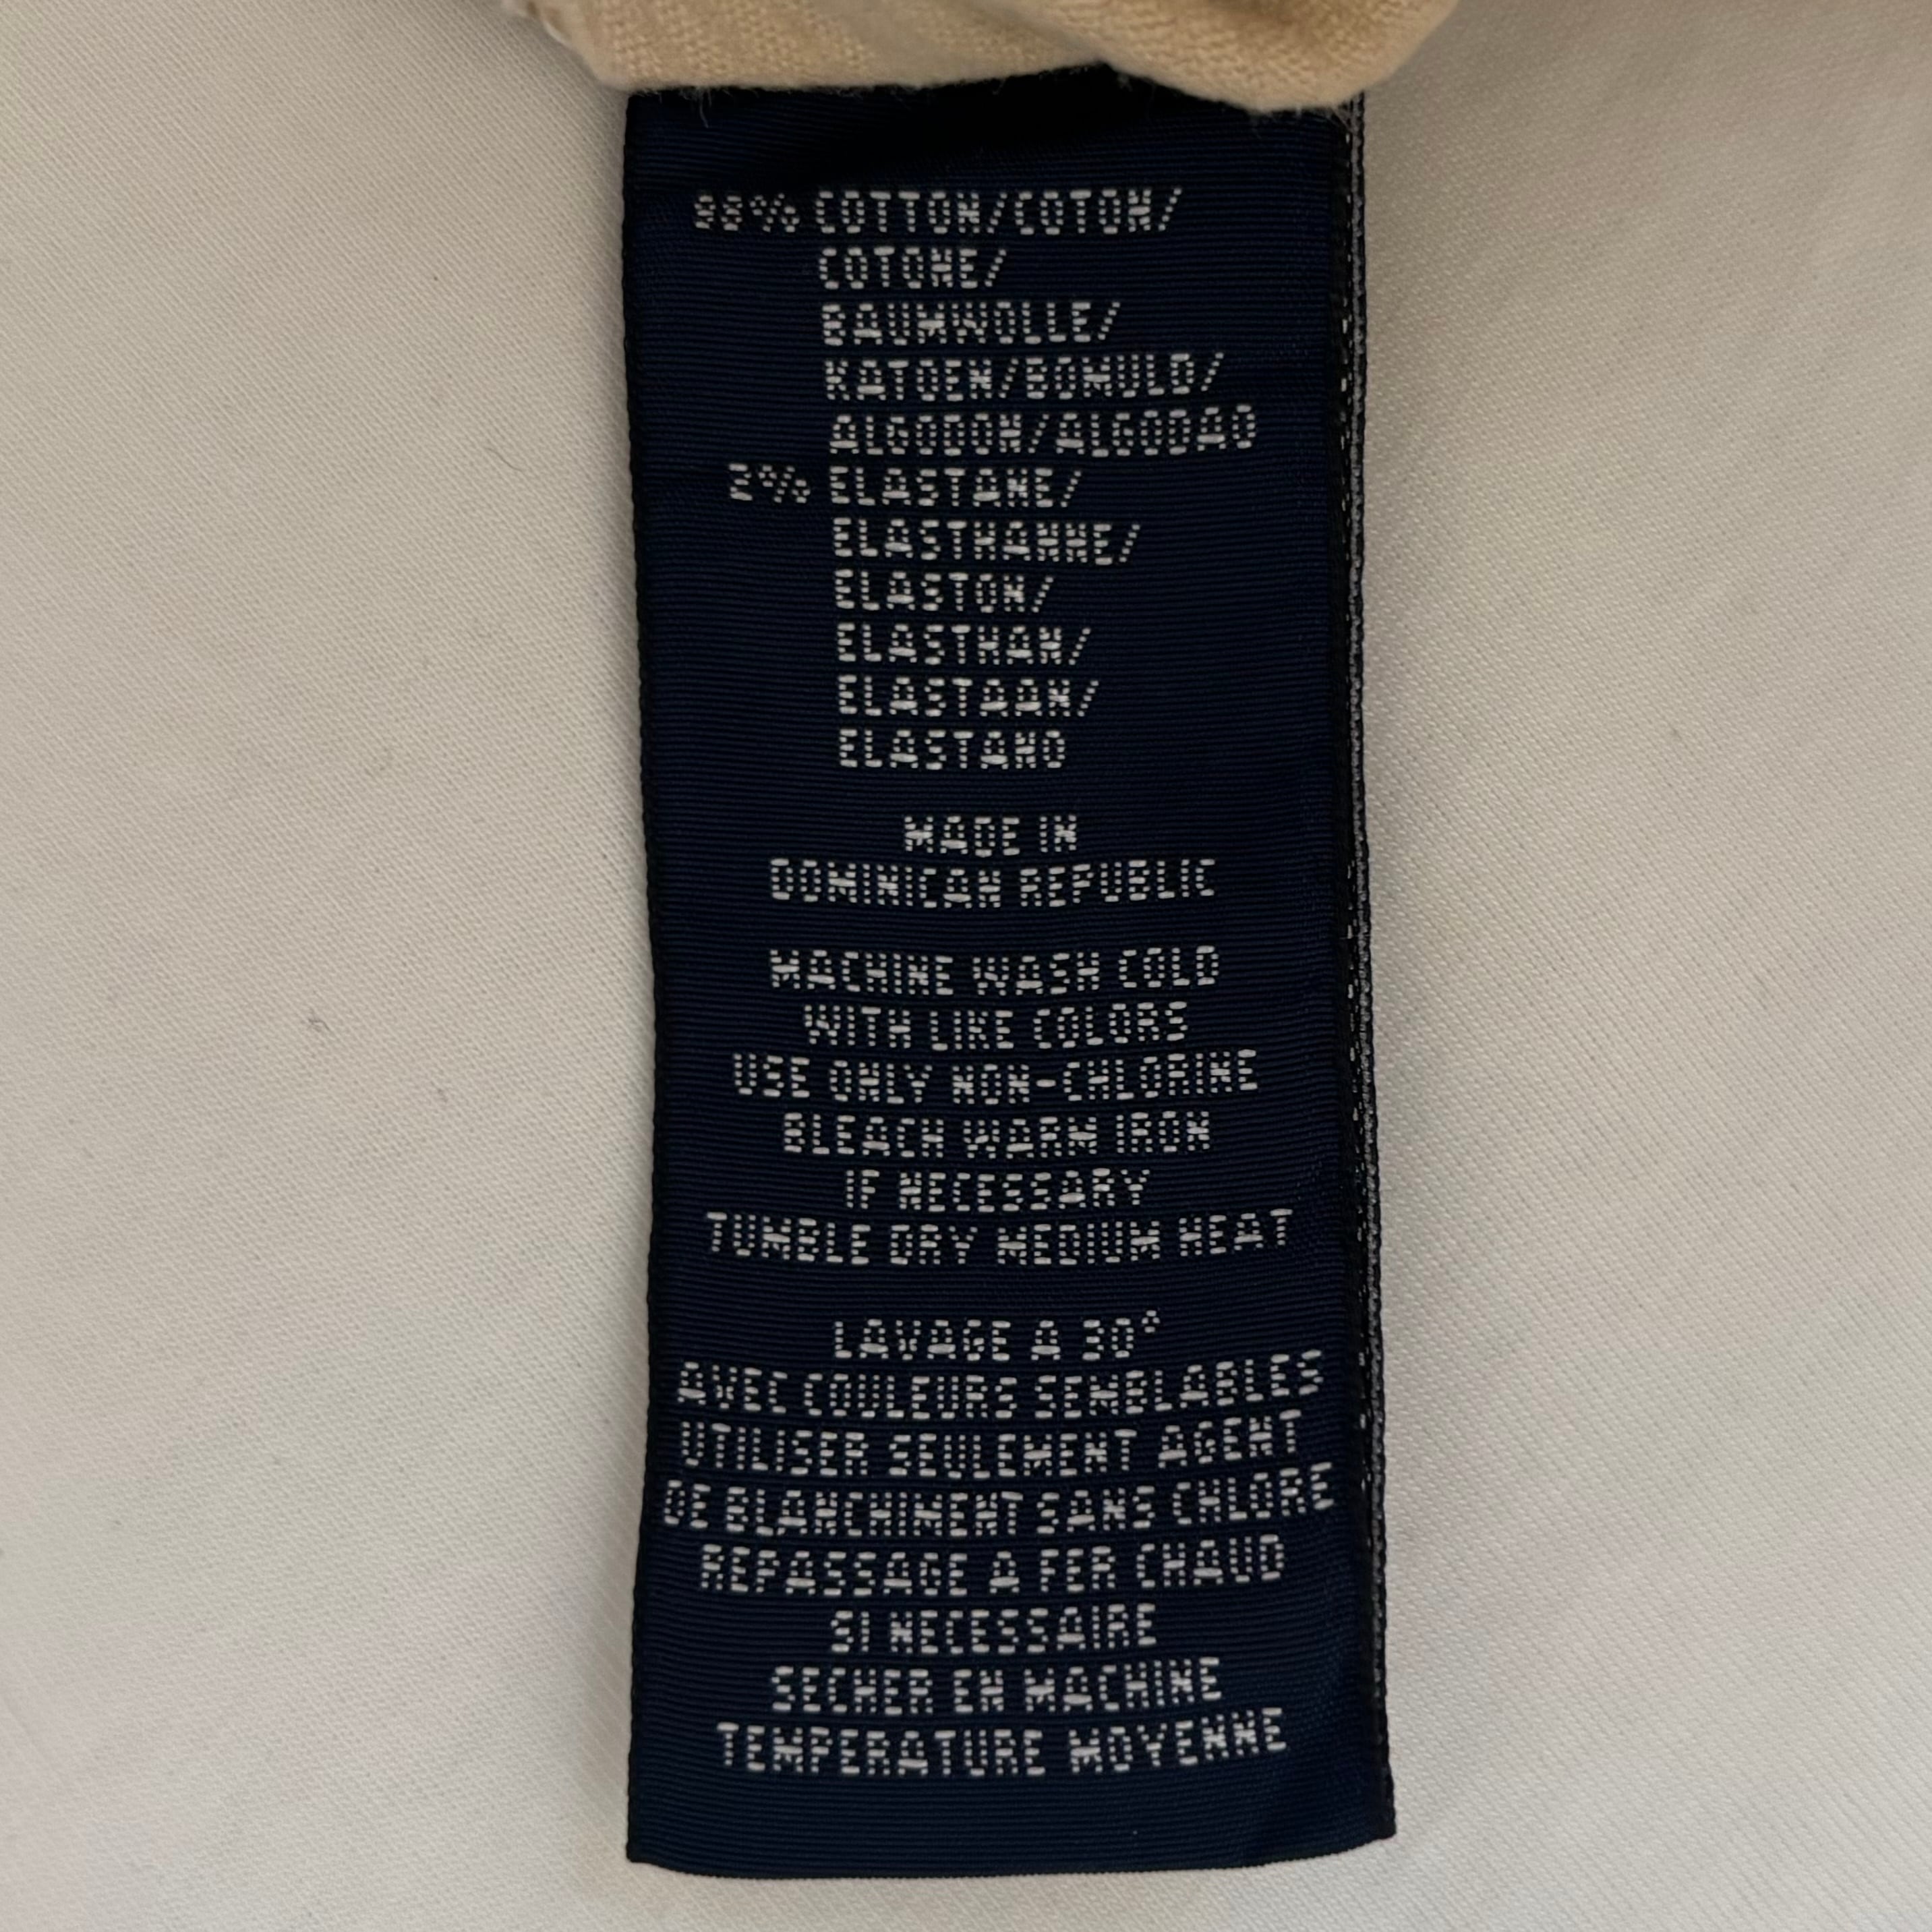 98% COTTON/COTON/
COTONE/
BAUMWOLLE/
KATOEN/BOMULD/
ALGODON/ALGODAO
2% ELASTANE/
ELASTHANNE/
ELASTON/
ELASTHAN/
ELASTAAN/
ELASTANO
MADE IN
DOMINICAN REPUBLIC
MACHINE WASH COLD
WITH LIKE COLORS
USE ONLY NON-CHLORINE
BLEACH WARM IRON
IF NECESSARY
TUMBLE DRY MEDIUM HEAT
LAVAGE A 30°
AVEC COULEURS SEMBLABLES
UTILISER SEULEMENT AGENT
DE BLANCHIMENT SANS CHLORE
REPASSAGE A FER CHAUD
SI NECESSAIRE
SECHER EN MACHINE
TEMPERATURE MOYENNE